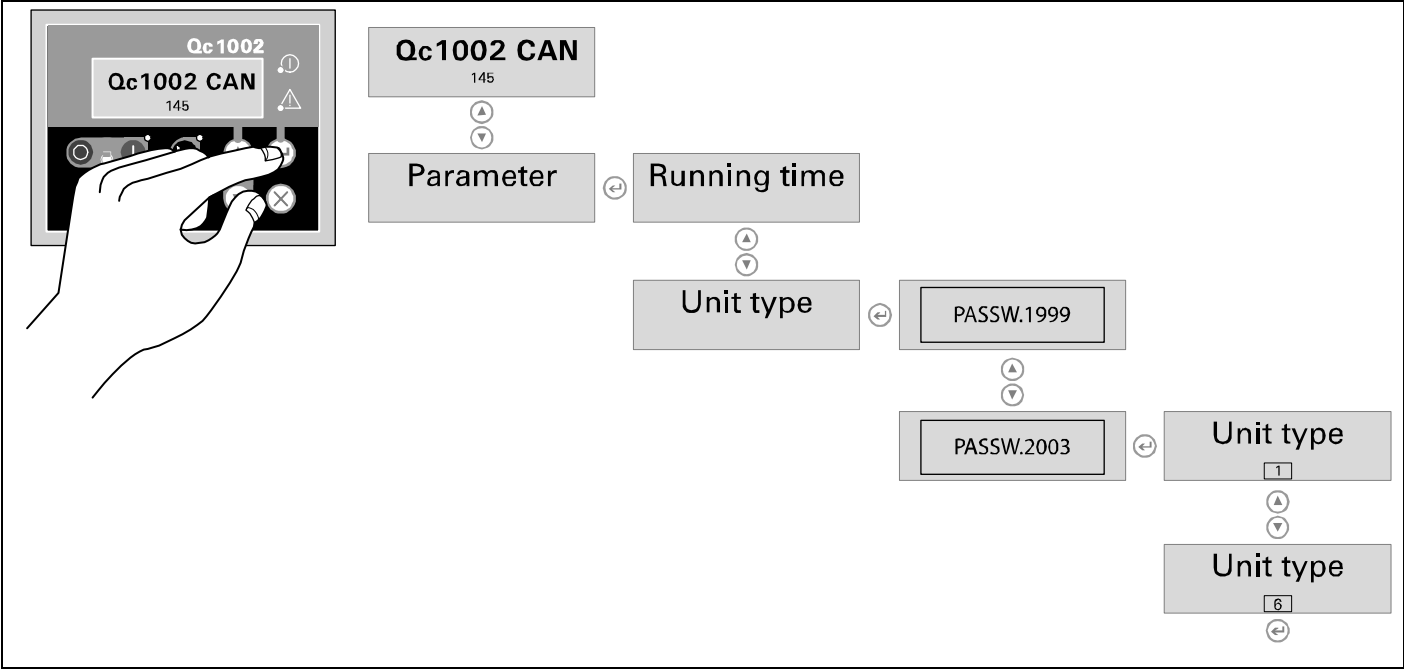 Qc1002
Qc1002 CAN
145
Qc1002 CAN
145
Parameter
Running time
Unit type
PASSW.1999
PASSW.2003
Unit type
1
Unit type
6